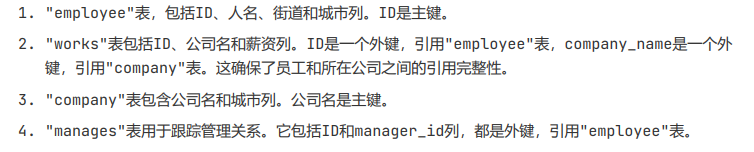 1. "employee"表，包括ID、人名、街道和城市列。ID是主键。
2. "works"表包括ID、公司名和薪资列。ID是一个外键，引用"employee"表，company_name是一个外
键，引用"company"表。这确保了员工和所在公司之间的引用完整性。
3. "company"表包含公司名和城市列。公司名是主键。
4. "manages"表用于跟踪管理关系。它包括ID和manager_id列，都是外键，引用"employee"表。